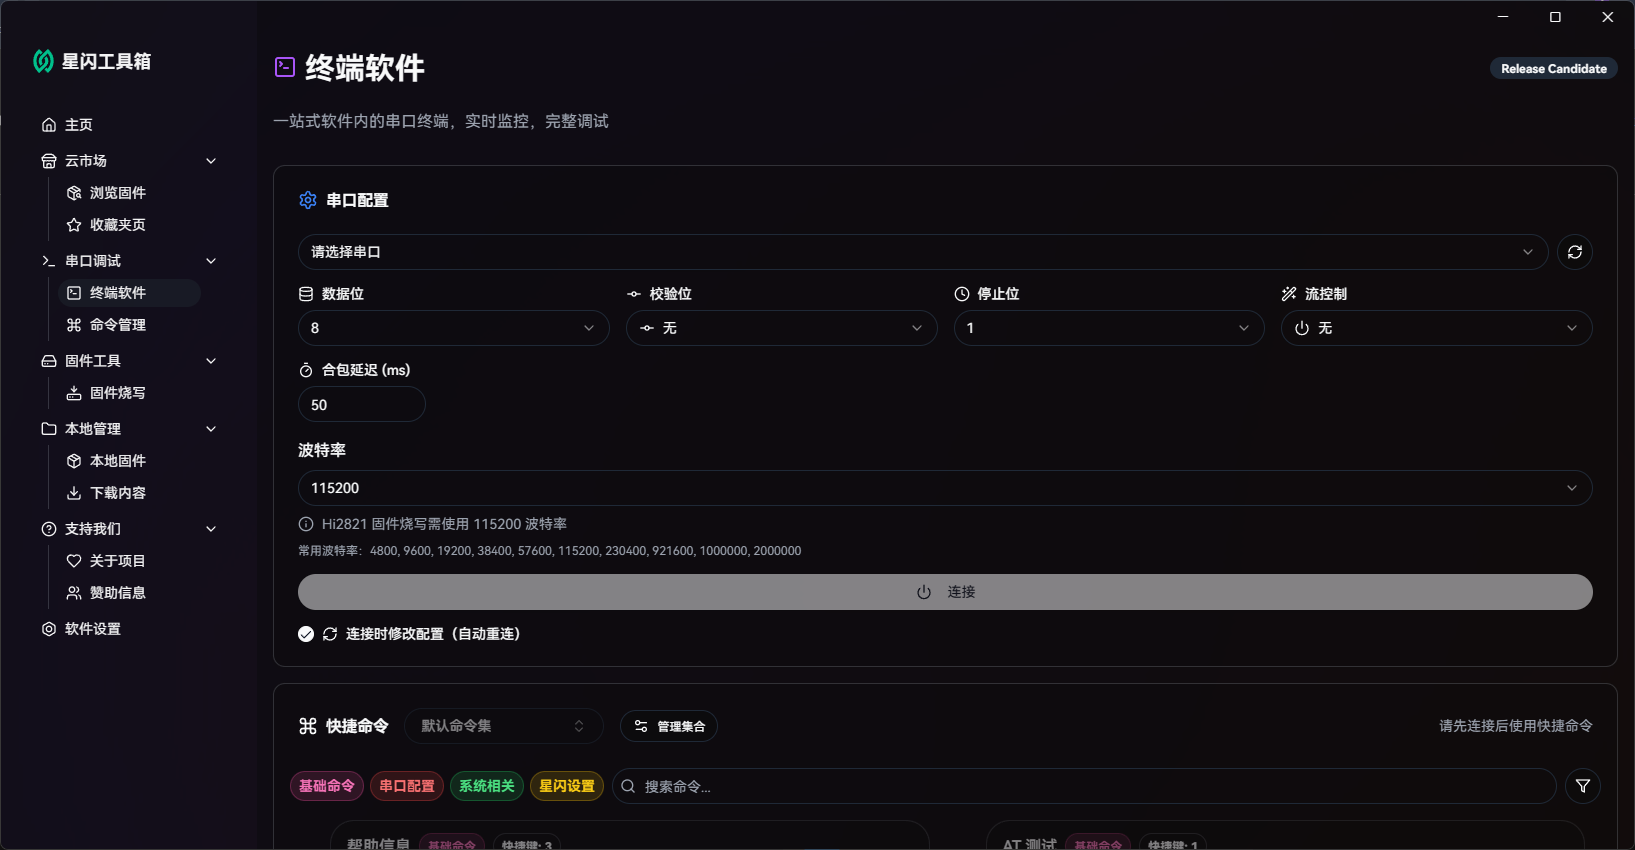 星闪工具箱
主页
云市场
浏览固件
收藏夹页
串口调试
终端软件
命令管理
固件工具
固件烧写
本地管理
本地固件
下载内容
支持我们
关于项目
赞助信息
软件设置
终端软件
Release Candidate
一站式软件内的串口终端，实时监控，完整调试
串口配置
请选择串口
数据位 校验位 停止位 流控制
8 无 1 无
合包延迟 (ms)
50
波特率
115200
Hi2821 固件烧写需使用 115200 波特率
常用波特率：4800, 9600, 19200, 38400, 57600, 115200, 230400, 921600, 1000000, 2000000
连接
连接时修改配置（自动重连）
快捷命令 默认命令集 管理集合 请先连接后使用快捷命令
基础命令 串口配置 系统相关 星闪设置 搜索命令...
帮助信息 基础命令 快捷键: 3 AT 测试 基础命令 快捷键: 1